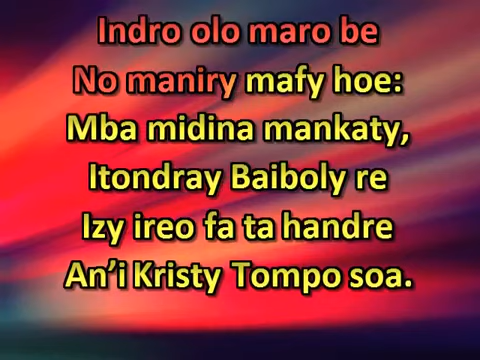 Indro olo maro be
No maniry mafy hoe:
Mba midina mankaty,
Itondray Baiboly re
Izy ireo fa ta handre
An’i Kristy Tompo soa.